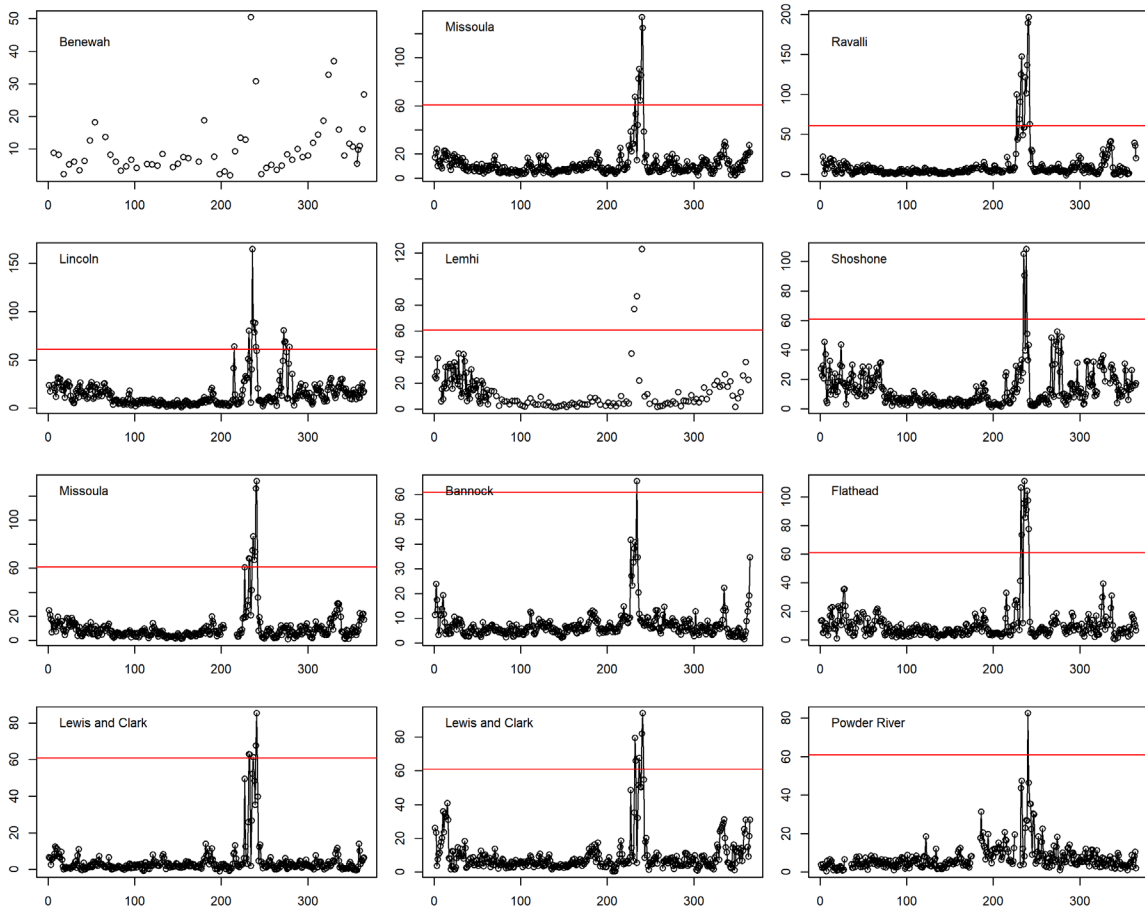 Benewah
10 20 30 40 50
0 100 200 300
Missoula
0 20 60 100
0 100 200 300
Ravalli
0 50 100 150 200
0 100 200 300
Lincoln
0 50 100 150
0 100 200 300
Lemhi
0 20 40 60 80 100 120
0 100 200 300
Shoshone
0 20 40 60 80 100
0 100 200 300
Missoula
0 20 60 100
0 100 200 300
Bannock
0 10 20 30 40 50 60
0 100 200 300
Flathead
0 20 40 60 80 100
0 100 200 300
Lewis and Clark
0 20 40 60 80
0 100 200 300
Lewis and Clark
0 20 40 60 80
0 100 200 300
Powder River
0 20 40 60 80
0 100 200 300